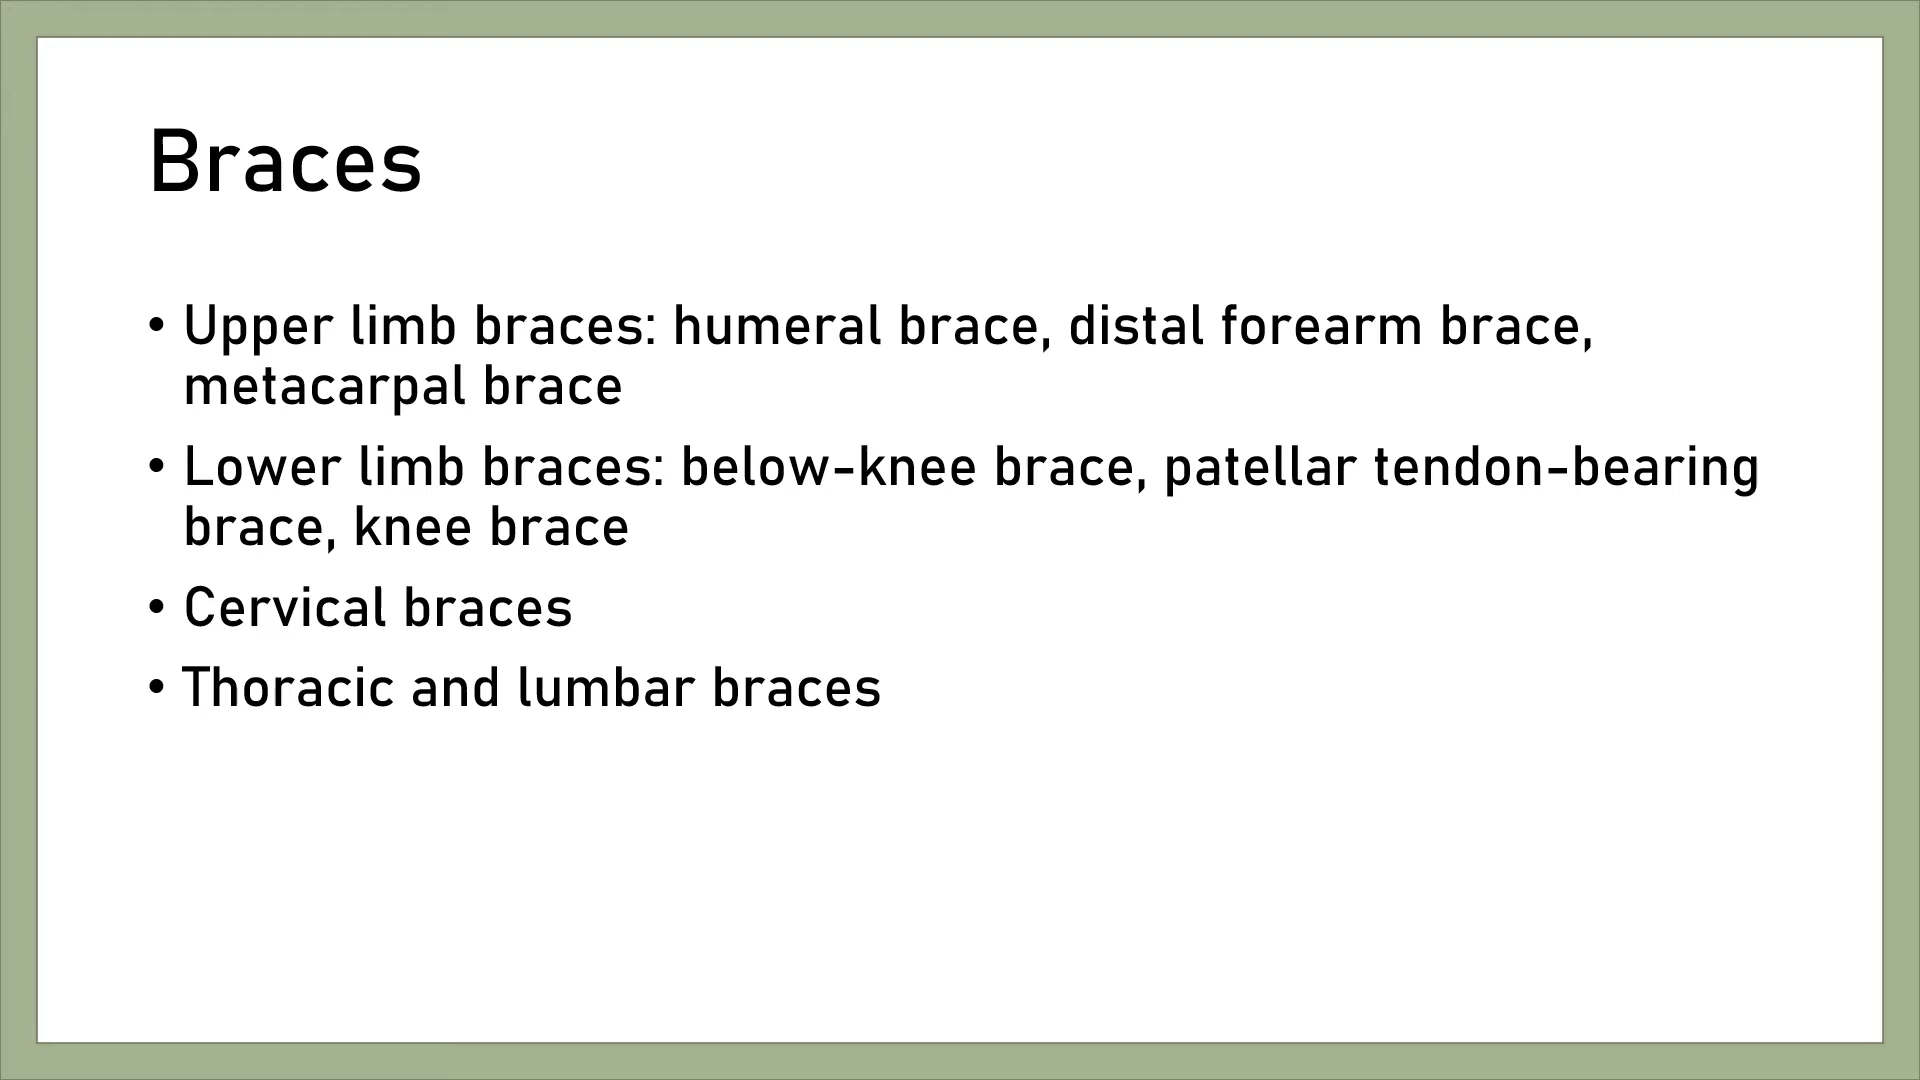 Braces
• Upper limb braces: humeral brace, distal forearm brace,
metacarpal brace
• Lower limb braces: below-knee brace, patellar tendon-bearing
brace, knee brace
• Cervical braces
• Thoracic and lumbar braces